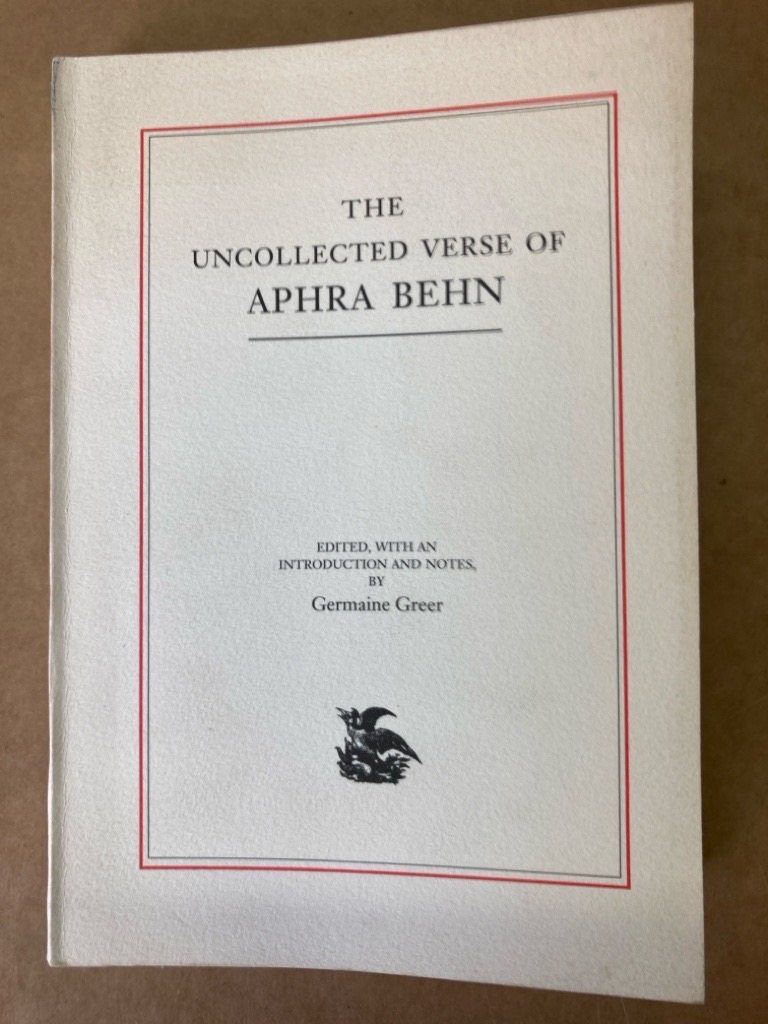 THE
UNCOLLECTED VERSE OF
APHRA BEHN
EDITED, WITH AN
INTRODUCTION AND NOTES,
BY
Germaine Greer